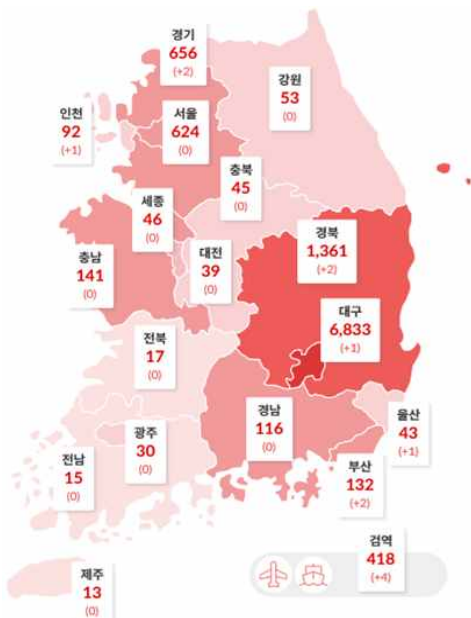 경기
656
(+2)
강원
53
(0)
인천
92
(+1)
서울
624
(0)
충북
45
(0)
세종
46
(0)
경북
1,361
(+2)
충남
141
(0)
대전
39
(0)
대구
6,833
(+1)
전북
17
(0)
경남
116
(0)
울산
43
(+1)
광주
30
(0)
전남
15
(0)
부산
132
(+2)
검역
418
(+4)
제주
13
(0)